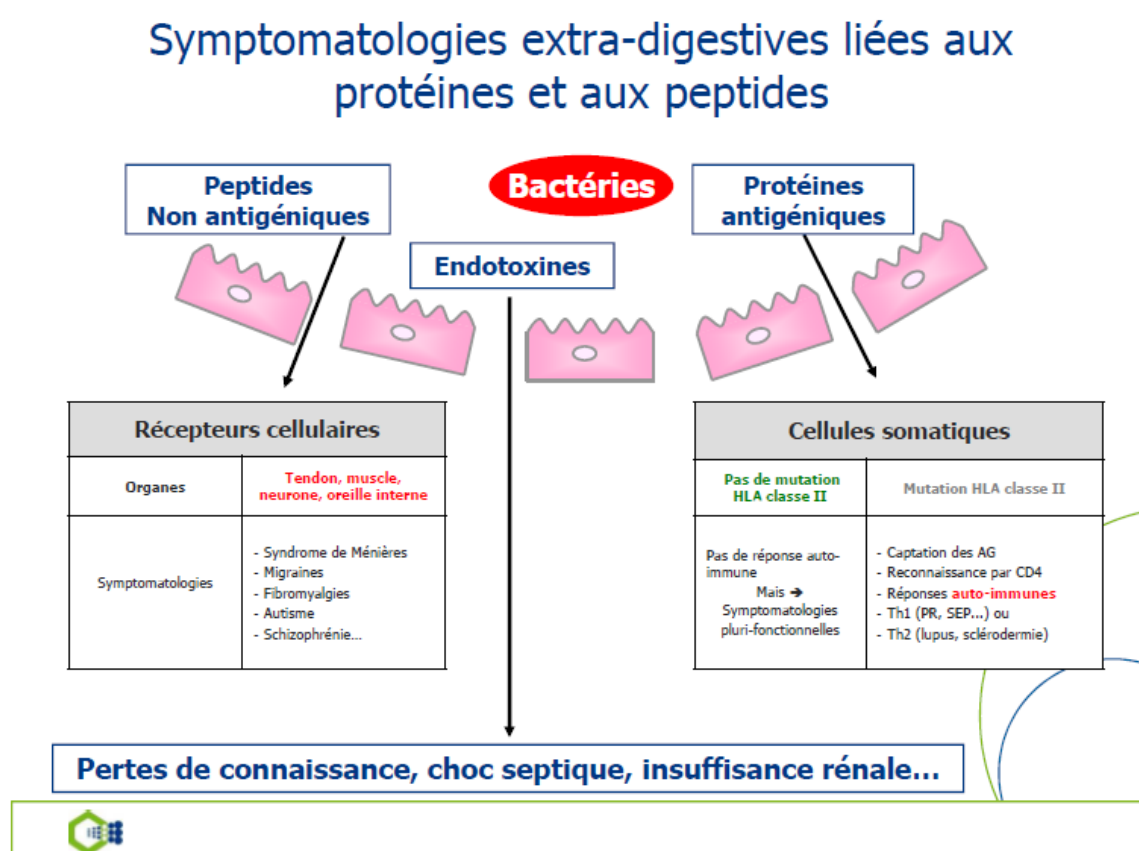 Symptomatologies extra-digestives liées aux
protéines et aux peptides
Peptides
Non antigéniques
Bactéries
Protéines
antigéniques
Endotoxines
Récepteurs cellulaires
Organes
Tendon, muscle,
neurone, oreille interne
Symptomatologies
- Syndrome de Ménières
- Migraines
- Fibromyalgies
- Autisme
- Schizophrénie...
Cellules somatiques
Pas de mutation
HLA classe II
Mutation HLA classe II
Pas de réponse auto-
immune
Mais ➔
Symptomatologies
pluri-fonctionnelles
- Captation des AG
- Reconnaissance par CD4
- Réponses auto-immunes
- Th1 (PR, SEP...) ou
- Th2 (lupus, sclérodermie)
Pertes de connaissance, choc septique, insuffisance rénale...